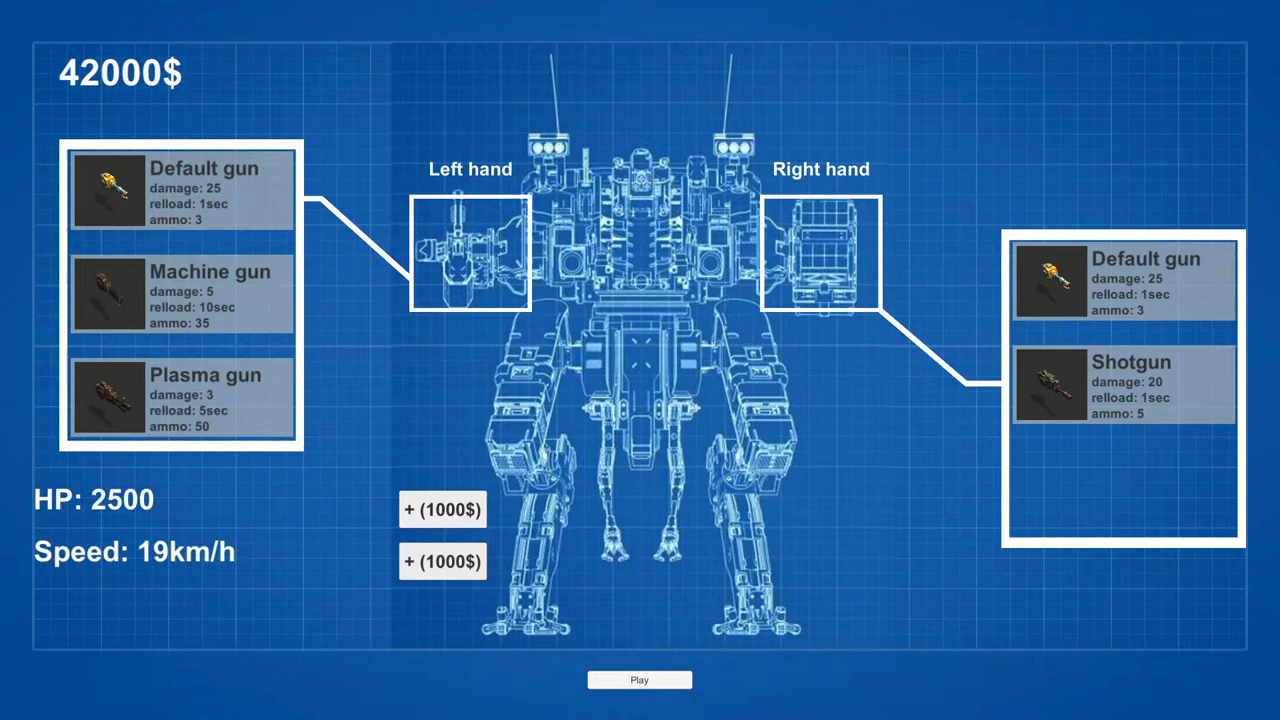 42000$
Default gun
damage: 25
relload: 1sec
ammo: 3
Machine gun
damage: 5
relload: 10sec
ammo: 35
Plasma gun
damage: 3
relload: 5sec
ammo: 50
Left hand
Right hand
Default gun
damage: 25
relload: 1sec
ammo: 3
Shotgun
damage: 20
relload: 1sec
ammo: 5
HP: 2500
+ (1000$)
Speed: 19km/h
+ (1000$)
Play